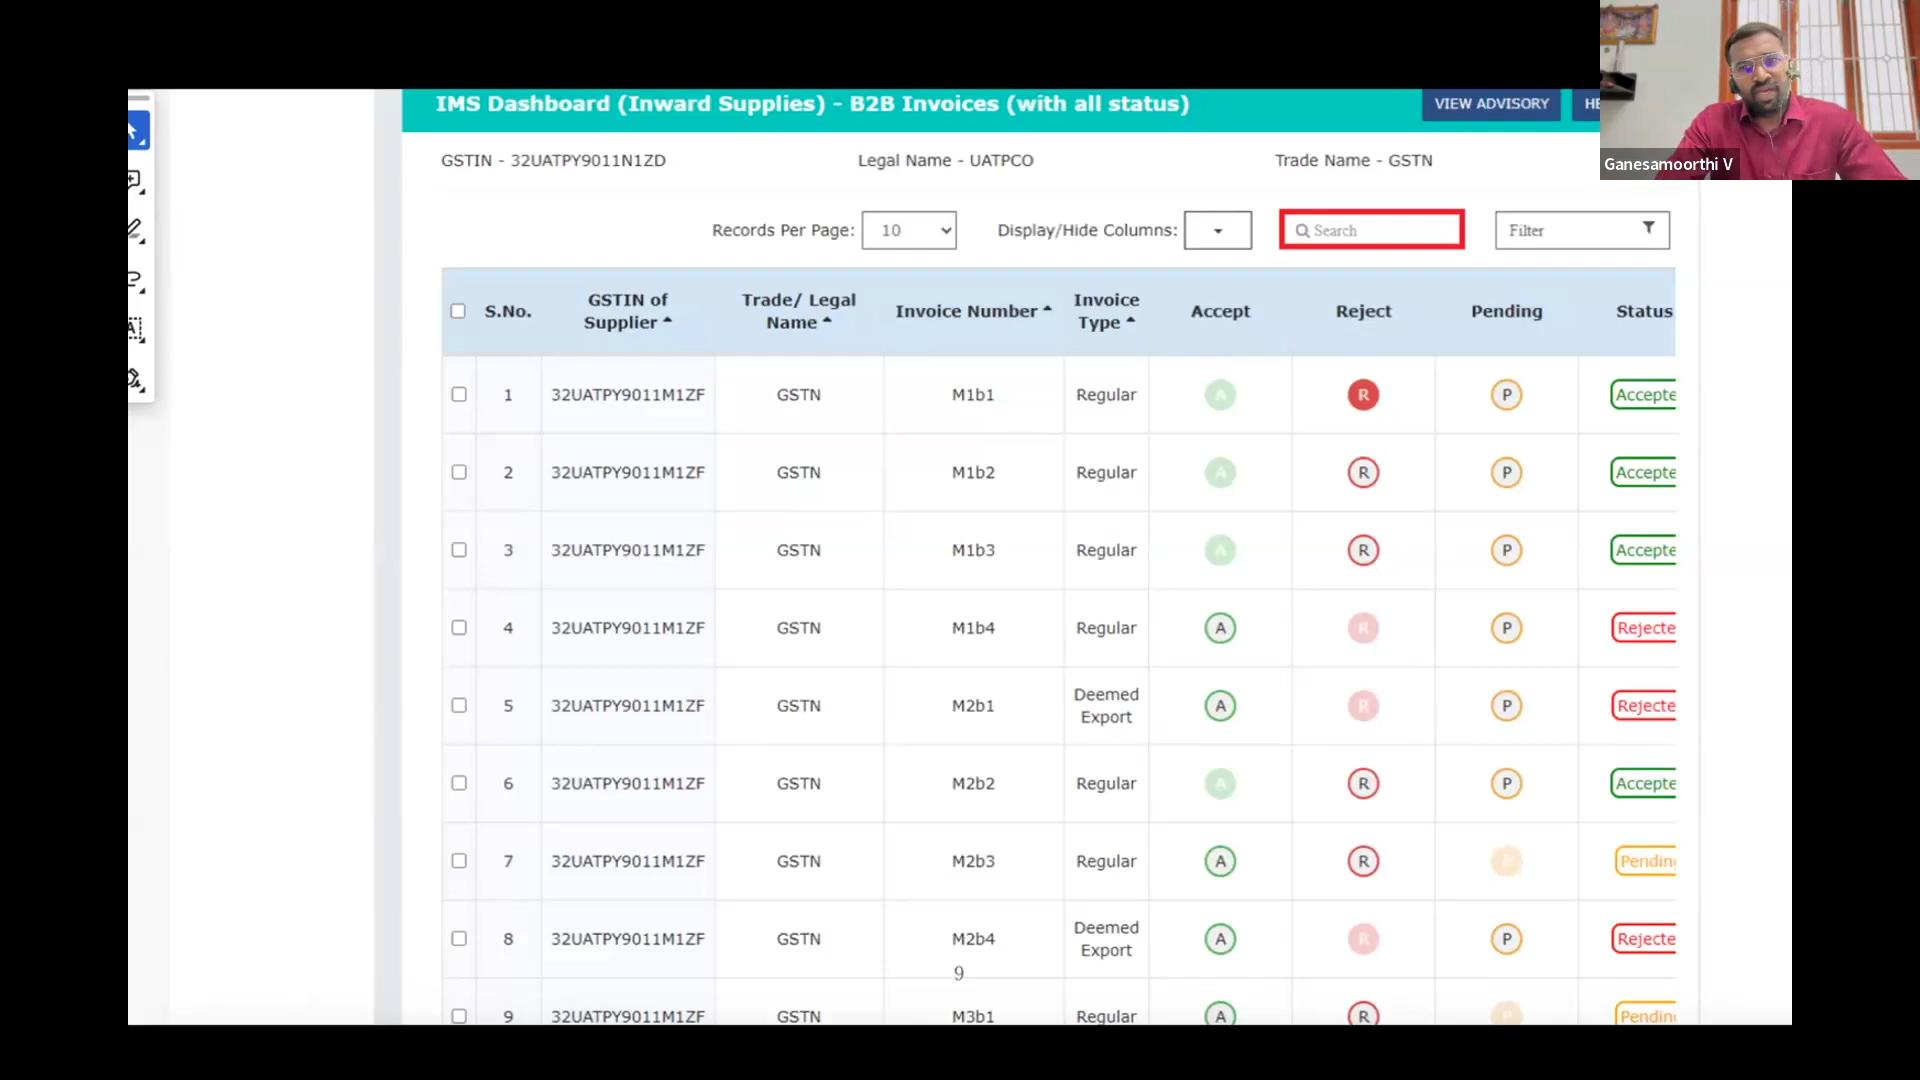 IMS Dashboard (Inward Supplies) - B2B Invoices (with all status)
VIEW ADVISORY
HE
Ganesamoorthi V
GSTIN - 32UATPY9011N1ZD
Legal Name - UATPCO
Trade Name - GSTN
Records Per Page: 10
Display/Hide Columns:
Search
Filter
S.No.
GSTIN of
Supplier
Trade/ Legal
Name
Invoice Number
Invoice
Type
Accept
Reject
Pending
Status
1 32UATPY9011M1ZF GSTN M1b1 Regular A R P Accepte
2 32UATPY9011M1ZF GSTN M1b2 Regular A R P Accepte
3 32UATPY9011M1ZF GSTN M1b3 Regular A R P Accepte
4 32UATPY9011M1ZF GSTN M1b4 Regular A R P Rejecte
5 32UATPY9011M1ZF GSTN M2b1 Deemed
Export A R P Rejecte
6 32UATPY9011M1ZF GSTN M2b2 Regular A R P Accepte
7 32UATPY9011M1ZF GSTN M2b3 Regular A R P Pendin
8 32UATPY9011M1ZF GSTN M2b4 Deemed
Export A R P Rejecte
9
9 32UATPY9011M1ZF GSTN M3b1 Regular A R P Pendin